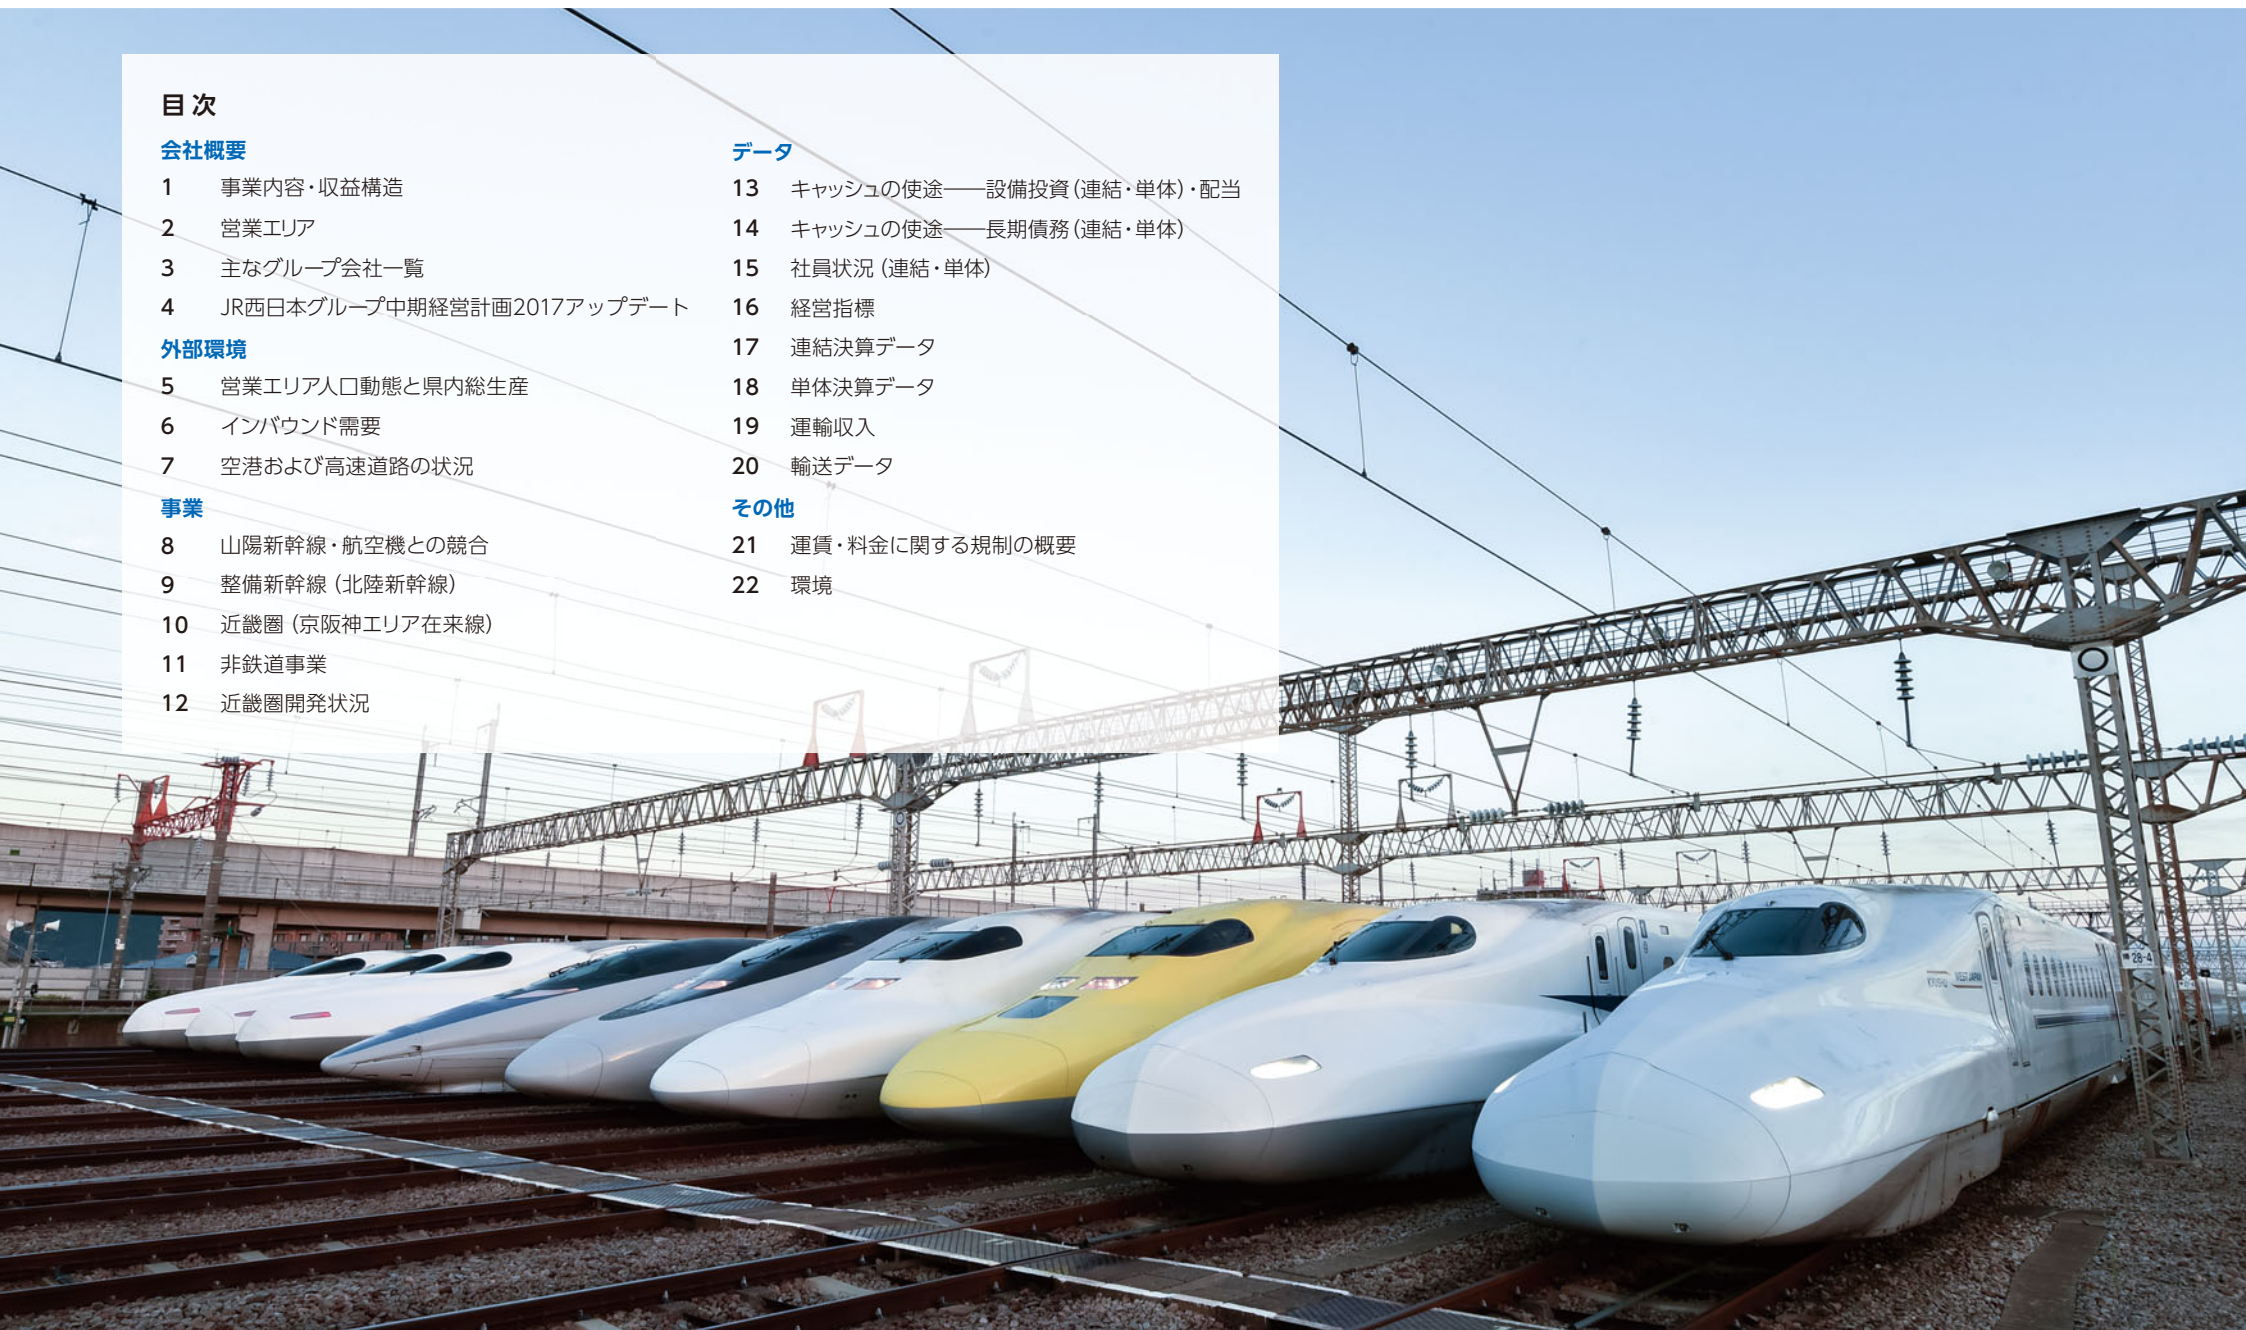 目次
会社概要
1 事業内容・収益構造
2 営業エリア
3 主なグループ会社一覧
4 JR西日本グループ中期経営計画2017アップデート
外部環境
5 営業エリア人口動態と県内総生産
6 インバウンド需要
7 空港および高速道路の状況
事業
8 山陽新幹線・航空機との競合
9 整備新幹線（北陸新幹線）
10 近畿圏（京阪神エリア在来線）
11 非鉄道事業
12 近畿圏開発状況
データ
13 キャッシュの使途――設備投資（連結・単体）・配当
14 キャッシュの使途――長期債務（連結・単体）
15 社員状況（連結・単体）
16 経営指標
17 連結決算データ
18 単体決算データ
19 運輸収入
20 輸送データ
その他
21 運賃・料金に関する規制の概要
22 環境
WEST JAPAN
KYUSHU
28-4